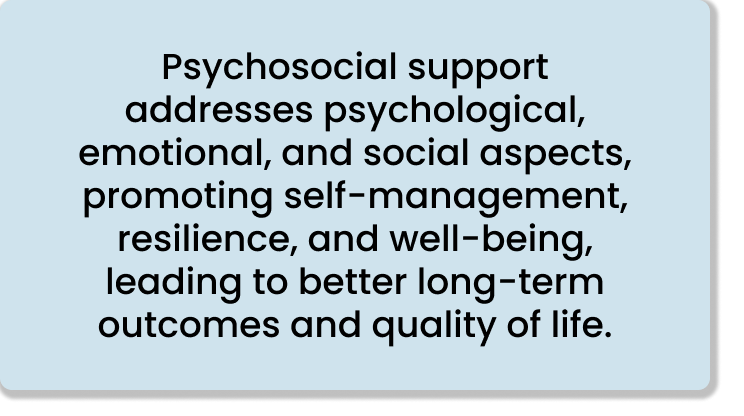 Psychosocial support
addresses psychological,
emotional, and social aspects,
promoting self-management,
resilience, and well-being,
leading to better long-term
outcomes and quality of life.